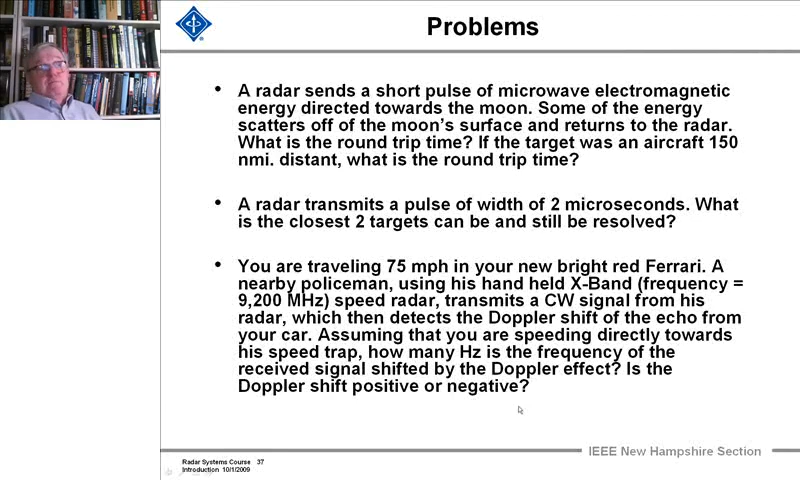 Problems
• A radar sends a short pulse of microwave electromagnetic
energy directed towards the moon. Some of the energy
scatters off of the moon's surface and returns to the radar.
What is the round trip time? If the target was an aircraft 150
nmi. distant, what is the round trip time?
• A radar transmits a pulse of width of 2 microseconds. What
is the closest 2 targets can be and still be resolved?
• You are traveling 75 mph in your new bright red Ferrari. A
nearby policeman, using his hand held X-Band (frequency =
9,200 MHz) speed radar, transmits a CW signal from his
radar, which then detects the Doppler shift of the echo from
your car. Assuming that you are speeding directly towards
his speed trap, how many Hz is the frequency of the
received signal shifted by the Doppler effect? Is the
Doppler shift positive or negative?
IEEE New Hampshire Section
Radar Systems Course 37
Introduction 10/1/2009